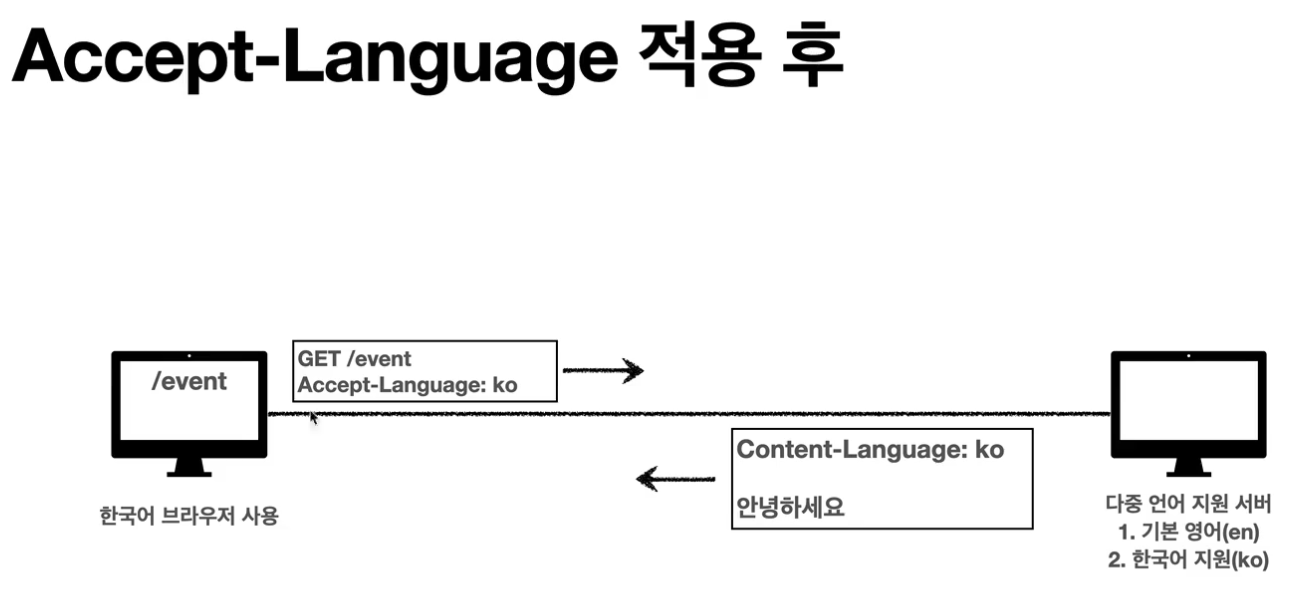 Accept-Language 적용 후
/event
GET /event
Accept-Language: ko
Content-Language: ko
안녕하세요
한국어 브라우저 사용
다중 언어 지원 서버
1. 기본 영어(en)
2. 한국어 지원(ko)